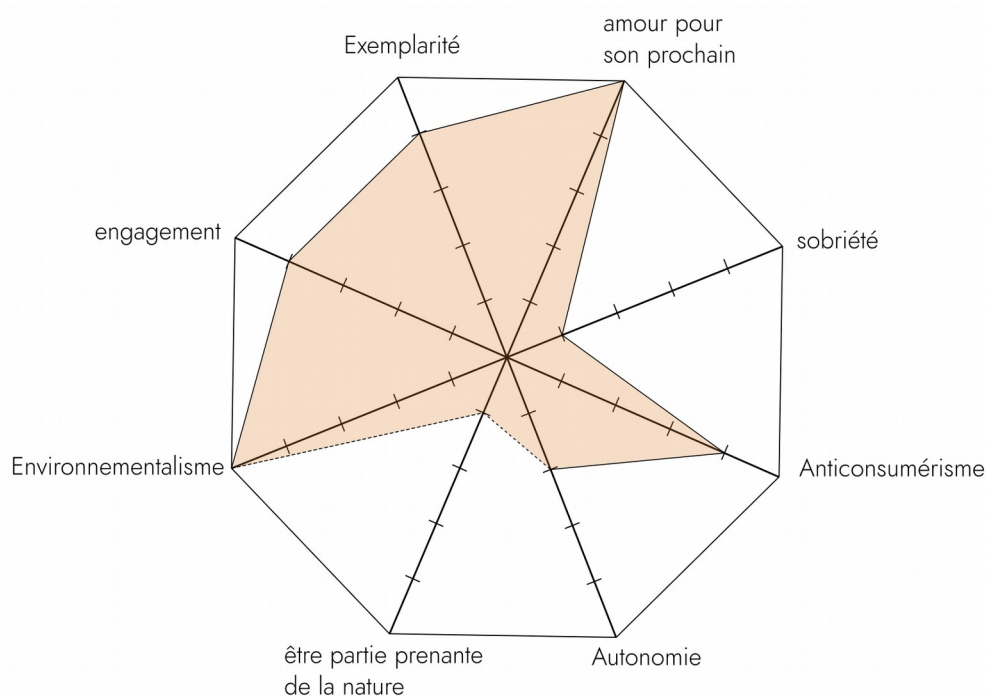 amour pour
son prochain
Exemplarité
engagement
sobriété
Environnementalisme
Anticonsumérisme
être partie prenante
de la nature
Autonomie